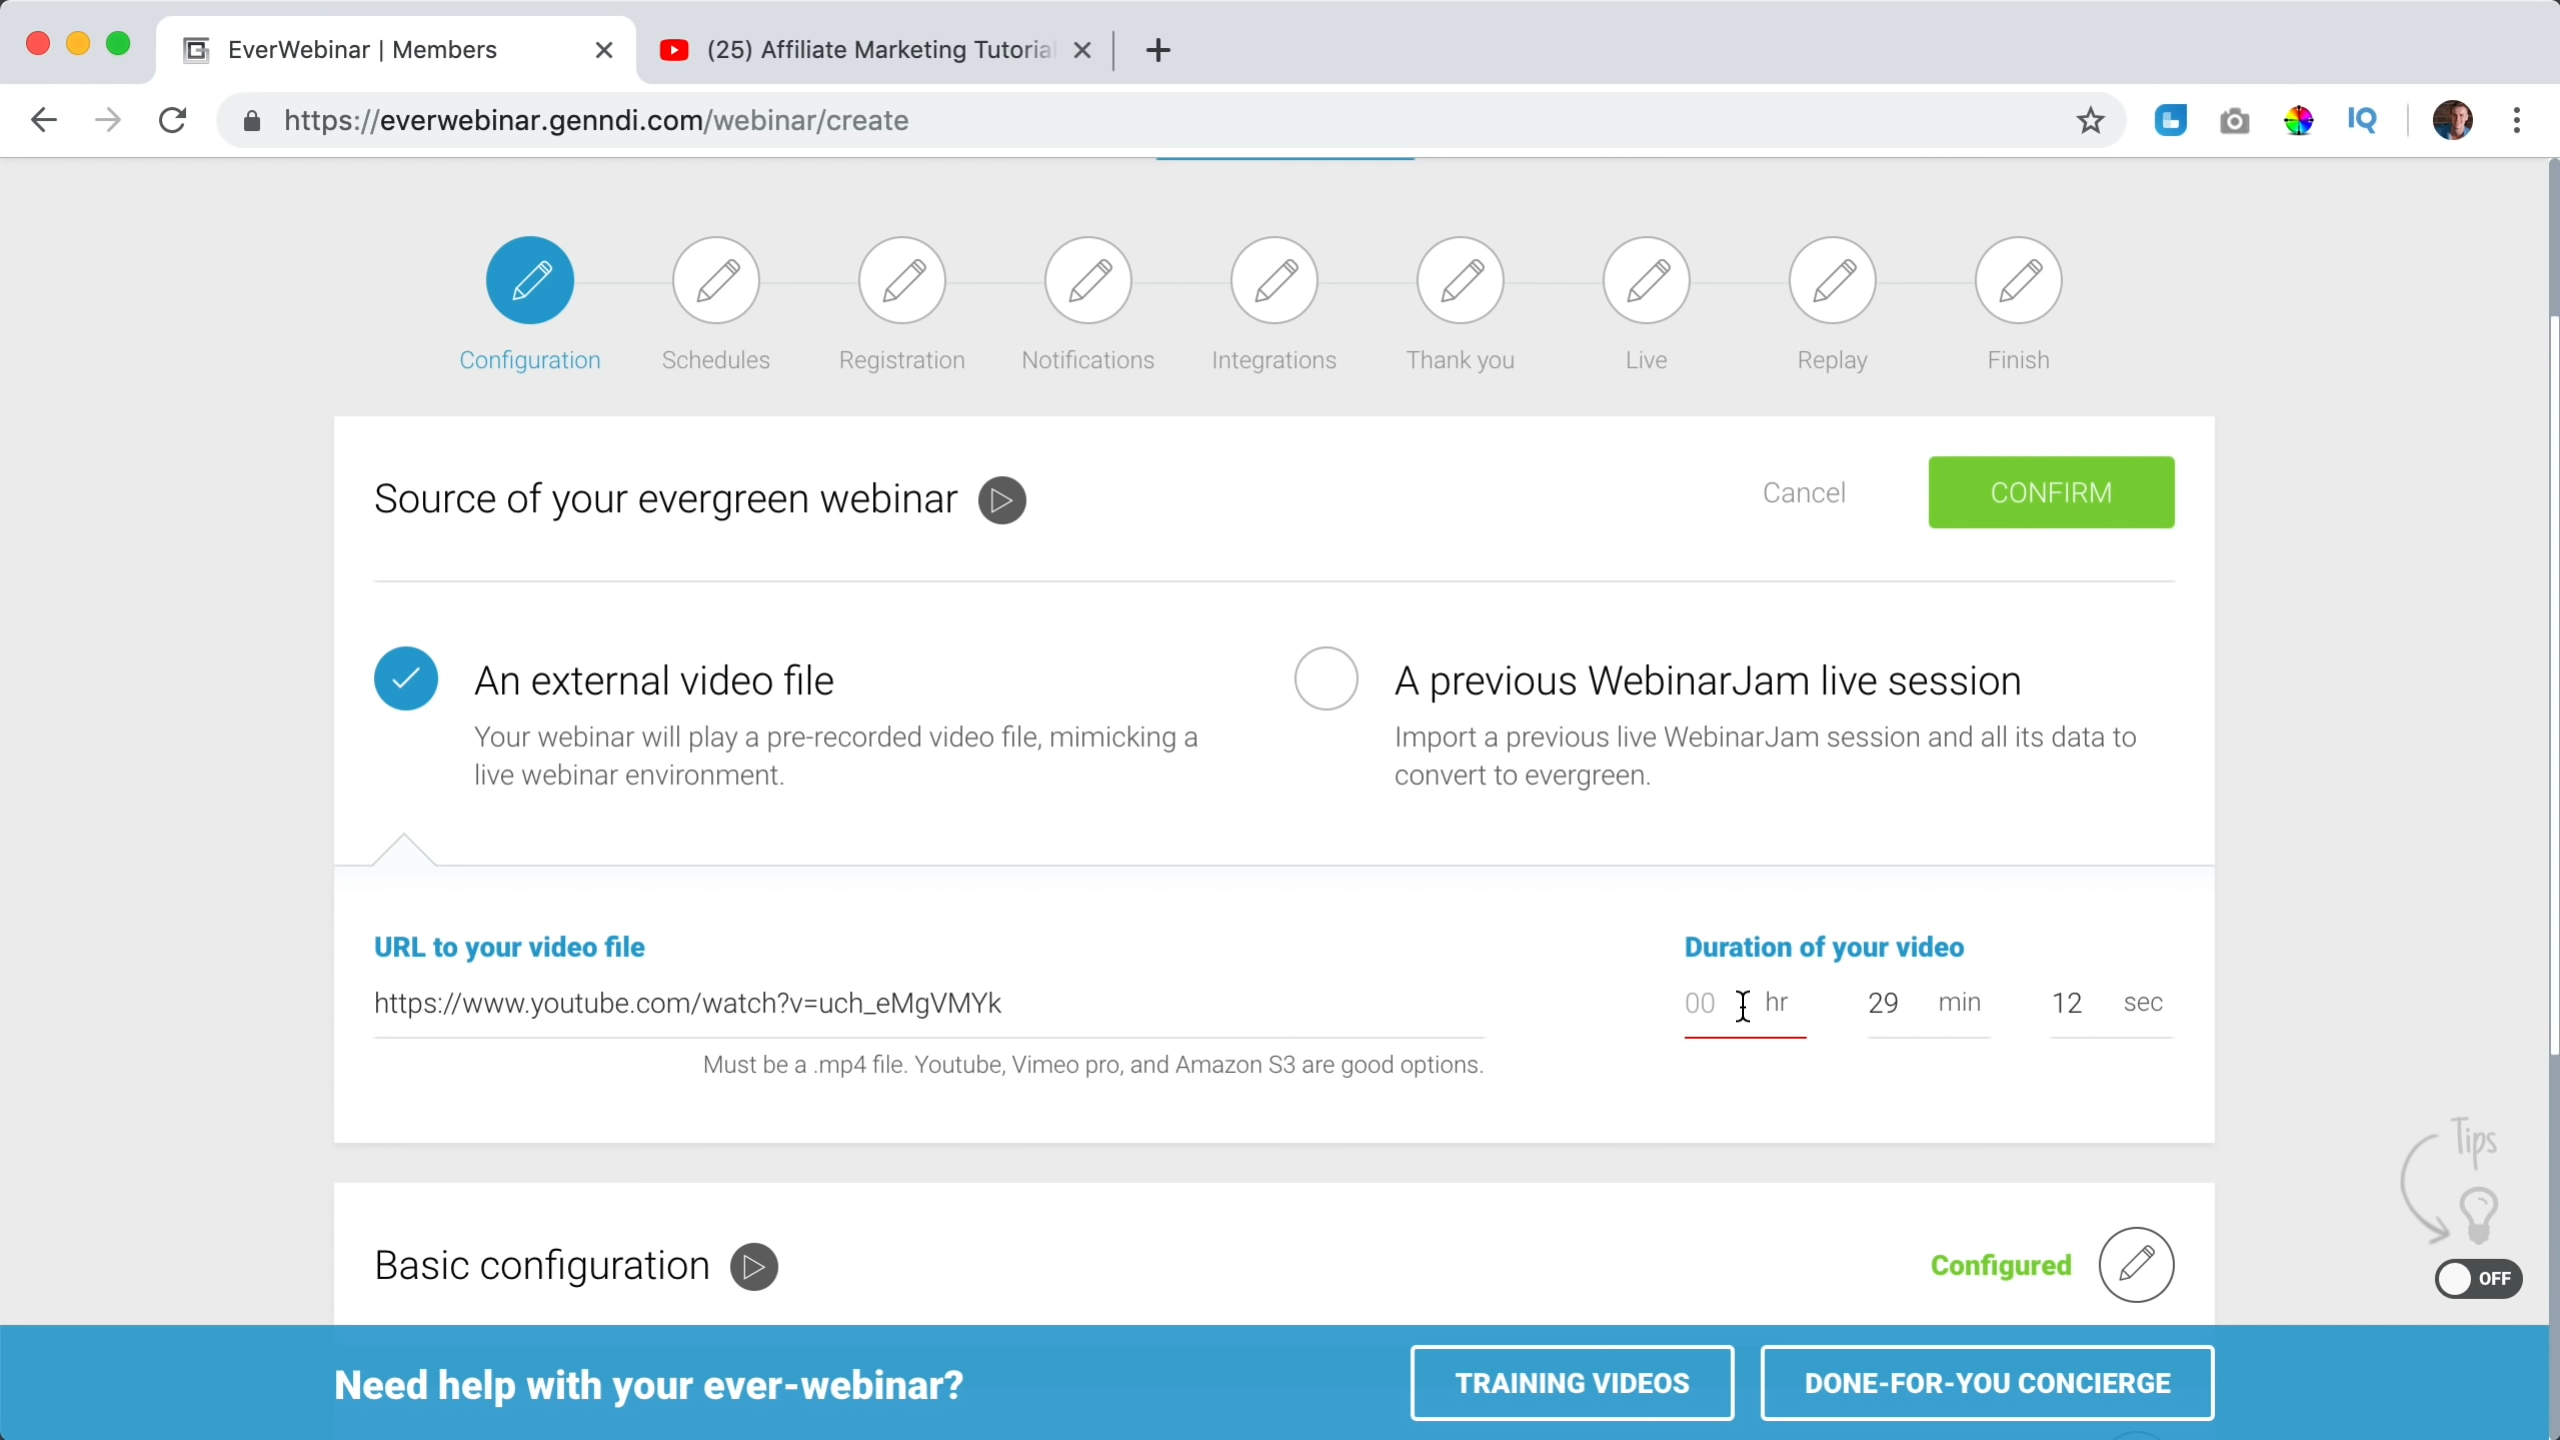 EverWebinar | Members
(25) Affiliate Marketing Tutorial
https://everwebinar.genndi.com/webinar/create
IQ
Configuration
Schedules
Registration
Notifications
Integrations
Thank you
Live
Replay
Finish
Source of your evergreen webinar
Cancel
CONFIRM
An external video file
Your webinar will play a pre-recorded video file, mimicking a
live webinar environment.
A previous WebinarJam live session
Import a previous live WebinarJam session and all its data to
convert to evergreen.
URL to your video file
https://www.youtube.com/watch?v=uch_eMgVMYk
Must be a .mp4 file. Youtube, Vimeo pro, and Amazon S3 are good options.
Duration of your video
00 hr 29 min 12 sec
Tips
OFF
Basic configuration
Configured
Need help with your ever-webinar?
TRAINING VIDEOS
DONE-FOR-YOU CONCIERGE